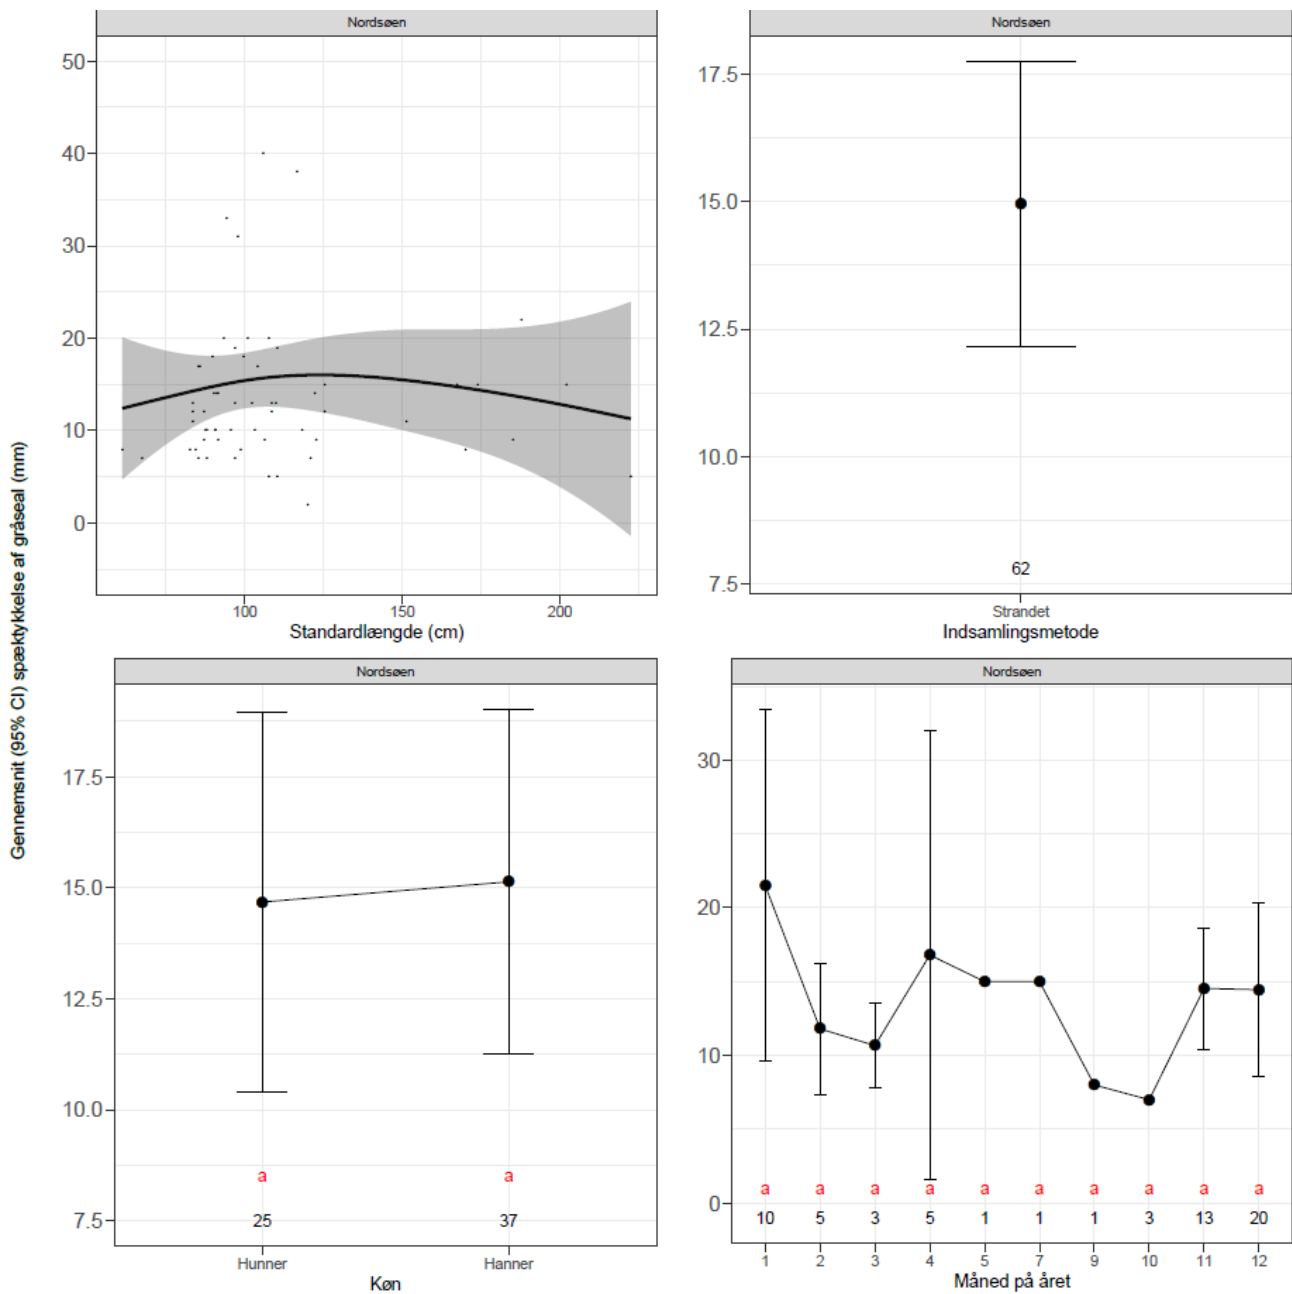 Gennemsnit (95% CI) spæktykkelse af gråseal (mm)
Nordsøen
50
40
30
20
10
0
100 150 200
Standardlængde (cm)
Nordsøen
17.5
15.0
12.5
10.0
7.5
62
Strandet
Indsamlingsmetode
Nordsøen
17.5
15.0
12.5
10.0
7.5
a a
25 37
Hunner Hanner
Køn
Nordsøen
30
20
10
0
a a a a a a a a a a
10 5 3 5 1 1 1 3 13 20
1 2 3 4 5 7 9 10 11 12
Måned på året